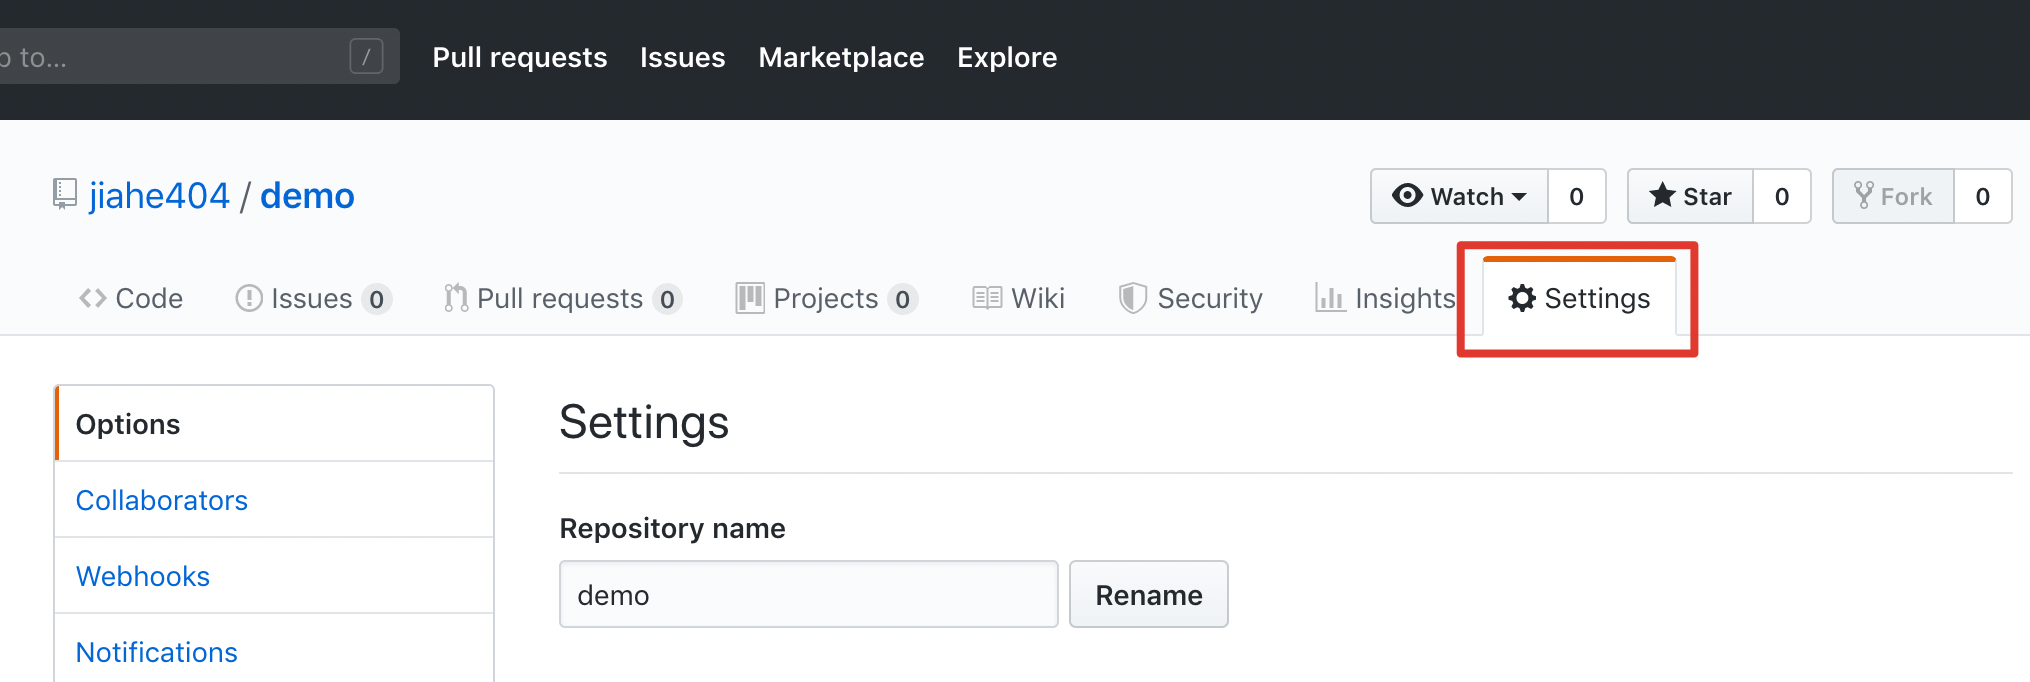 to... / Pull requests Issues Marketplace Explore
jiahe404 / demo Watch 0 Star 0 Fork 0
Code Issues 0 Pull requests 0 Projects 0 Wiki Security Insights Settings
Options
Collaborators
Webhooks
Notifications
Settings
Repository name
demo Rename